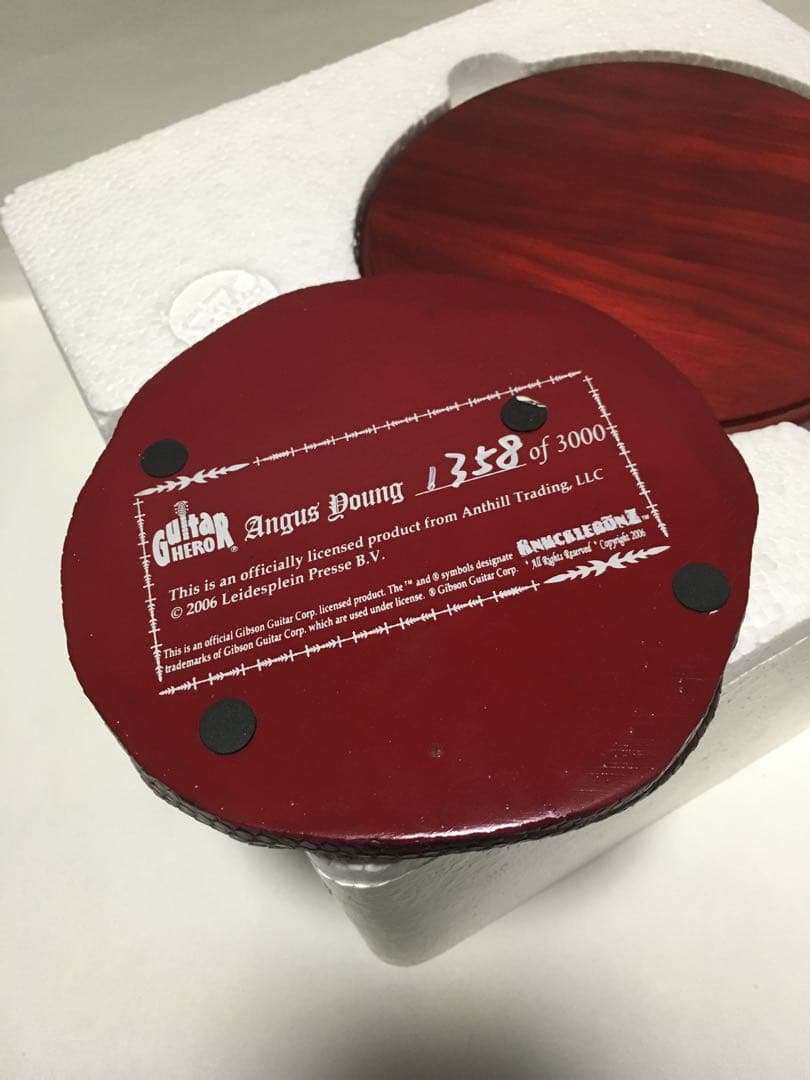 GuitaR HERO®
Angus Young 1358 of 3000
This is an officially licensed product from Anthill Trading, LLC
© 2006 Leidesplein Presse B.V.
KNUCKLEBONZ™
* All Rights Reserved * Copyright 2006
This is an official Gibson Guitar Corp. licensed product. The ™ and ® symbols designate
trademarks of Gibson Guitar Corp. which are used under license. ® Gibson Guitar Corp.